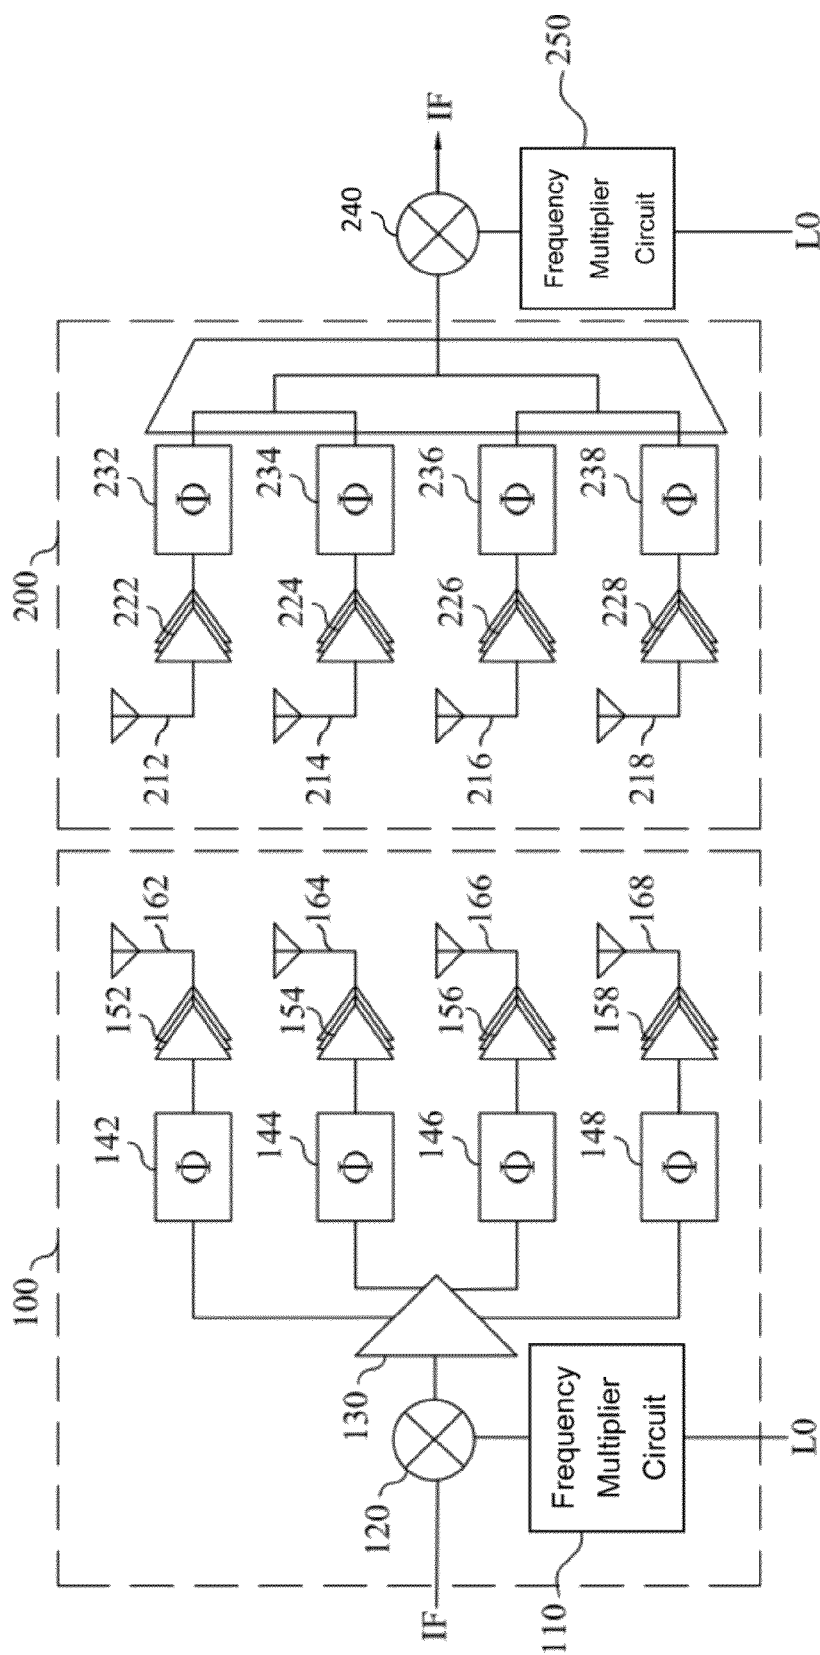 100
200
142
152
162
212
222
232
Φ
Φ
144
154
164
214
224
234
240
Φ
Φ
IF
120
130
IF
146
156
166
216
226
236
Φ
Φ
250
Frequency
Multiplier
Circuit
110
Frequency
Multiplier
Circuit
148
158
168
218
228
238
Φ
Φ
L0
L0